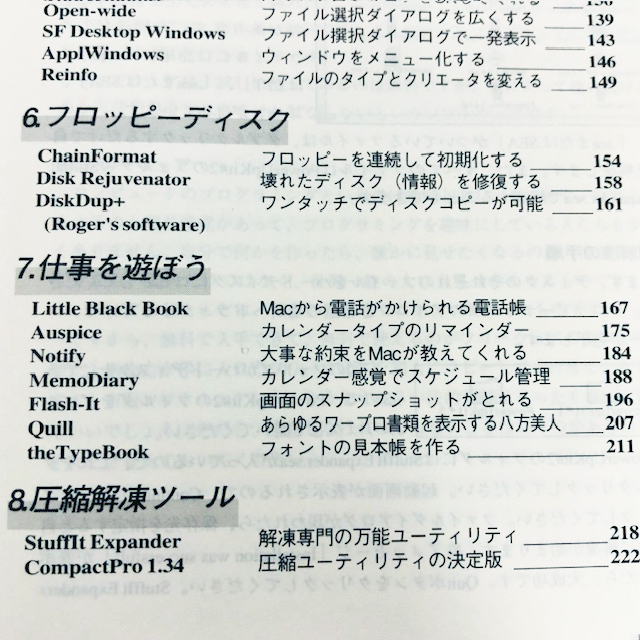 Open-wide ファイル選択ダイアログを広くする 139
SF Desktop Windows ファイル撰択ダイアログで一発表示 143
ApplWindows ウィンドウをメニュー化する 146
Reinfo ファイルのタイプとクリエータを変える 149
6.フロッピーディスク
ChainFormat フロッピーを連続して初期化する 154
Disk Rejuvenator 壊れたディスク（情報）を修復する 158
DiskDup+ ワンタッチでディスクコピーが可能 161
(Roger's software)
7.仕事を遊ぼう
Little Black Book Macから電話がかけられる電話帳 167
Auspice カレンダータイプのリマインダー 175
Notify 大事な約束をMacが教えてくれる 184
MemoDiary カレンダー感覚でスケジュール管理 188
Flash-It 画面のスナップショットがとれる 196
Quill あらゆるワープロ書類を表示する八方美人 207
theTypeBook フォントの見本帳を作る 211
8.圧縮解凍ツール
StuffIt Expander 解凍専門の万能ユーティリティ 218
CompactPro 1.34 圧縮ユーティリティの決定版 222